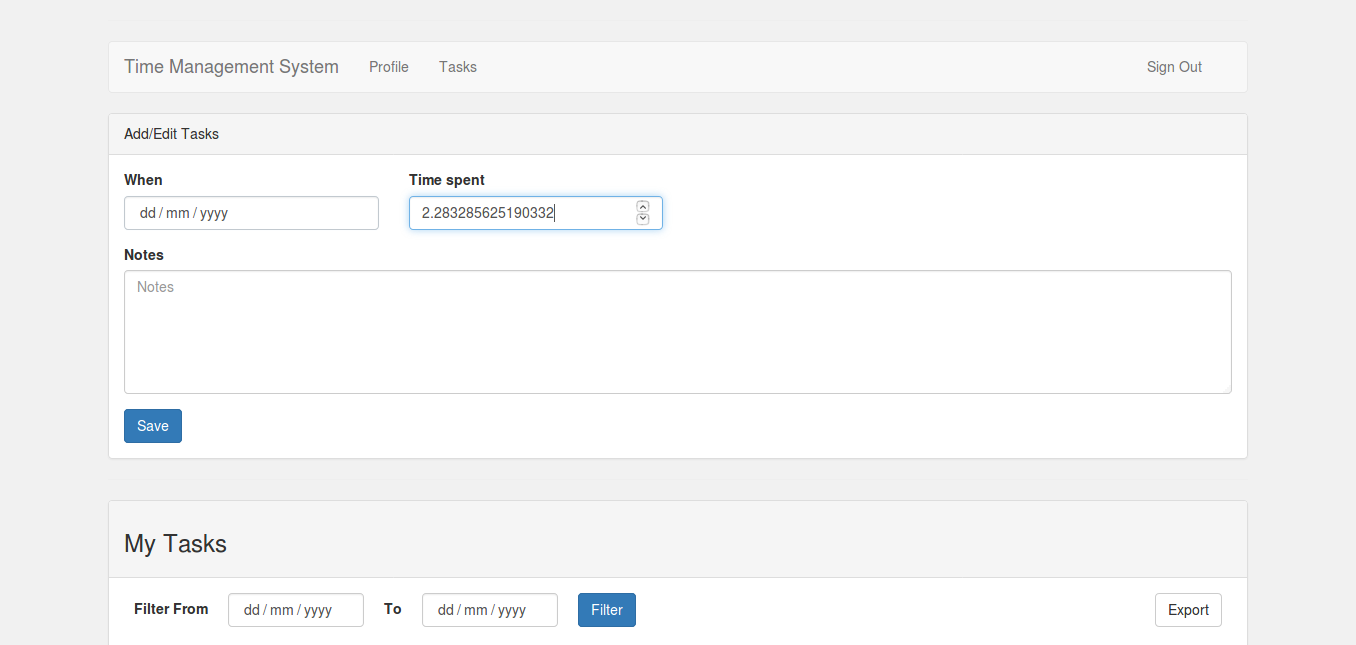 Time Management System Profile Tasks Sign Out
Add/Edit Tasks
When Time spent
dd / mm / yyyy 2.283285625190332
Notes
Notes
Save
My Tasks
Filter From dd / mm / yyyy To dd / mm / yyyy Filter Export